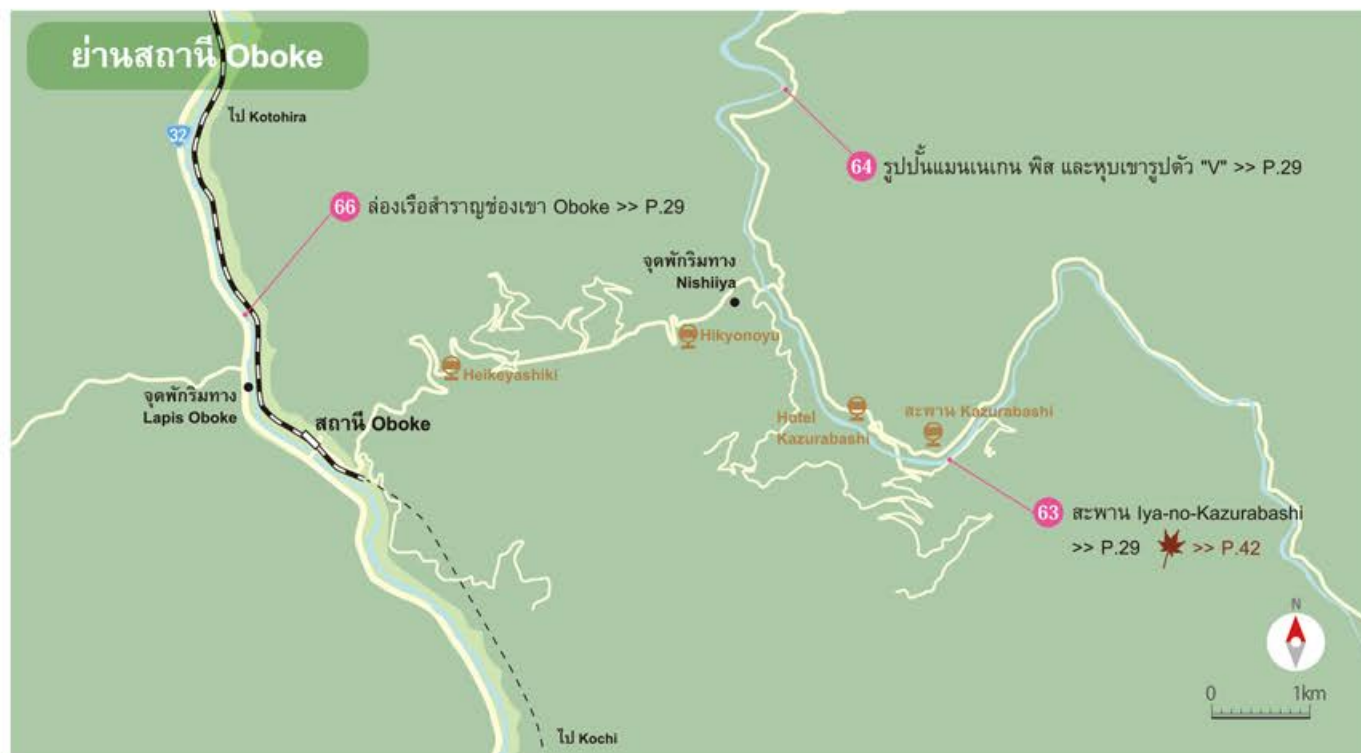 ย่านสถานี Oboke
ไป Kotohira
32
64 รูปปั้นแมนเนเกน พิส และหุบเขารูปตัว "V" >> P.29
66 ล่องเรือสำราญช่องเขา Oboke >> P.29
จุดพักริมทาง
Nishiiya
Hikyonoyu
Heikeyashiki
จุดพักริมทาง
Lapis Oboke
สถานี Oboke
Hotel
Kazurabashi
สะพาน Kazurabashi
63 สะพาน Iya-no-Kazurabashi
>> P.29 >> P.42
N
0 1km
ไป Kochi